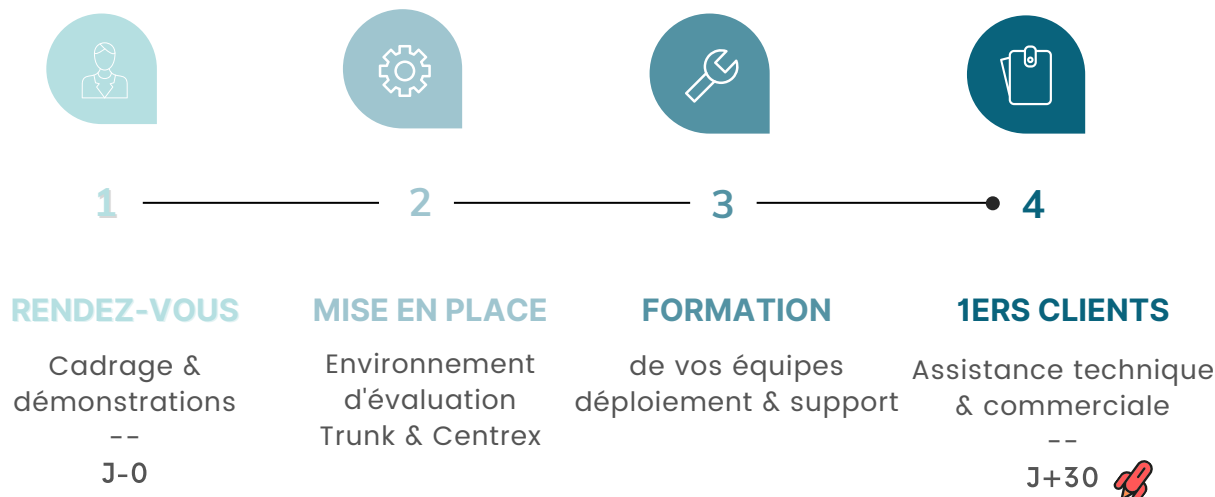 1
2
3
4
RENDEZ-VOUS
Cadrage &
démonstrations
--
J-0
MISE EN PLACE
Environnement
d'évaluation
Trunk & Centrex
FORMATION
de vos équipes
déploiement & support
1ERS CLIENTS
Assistance technique
& commerciale
--
J+30